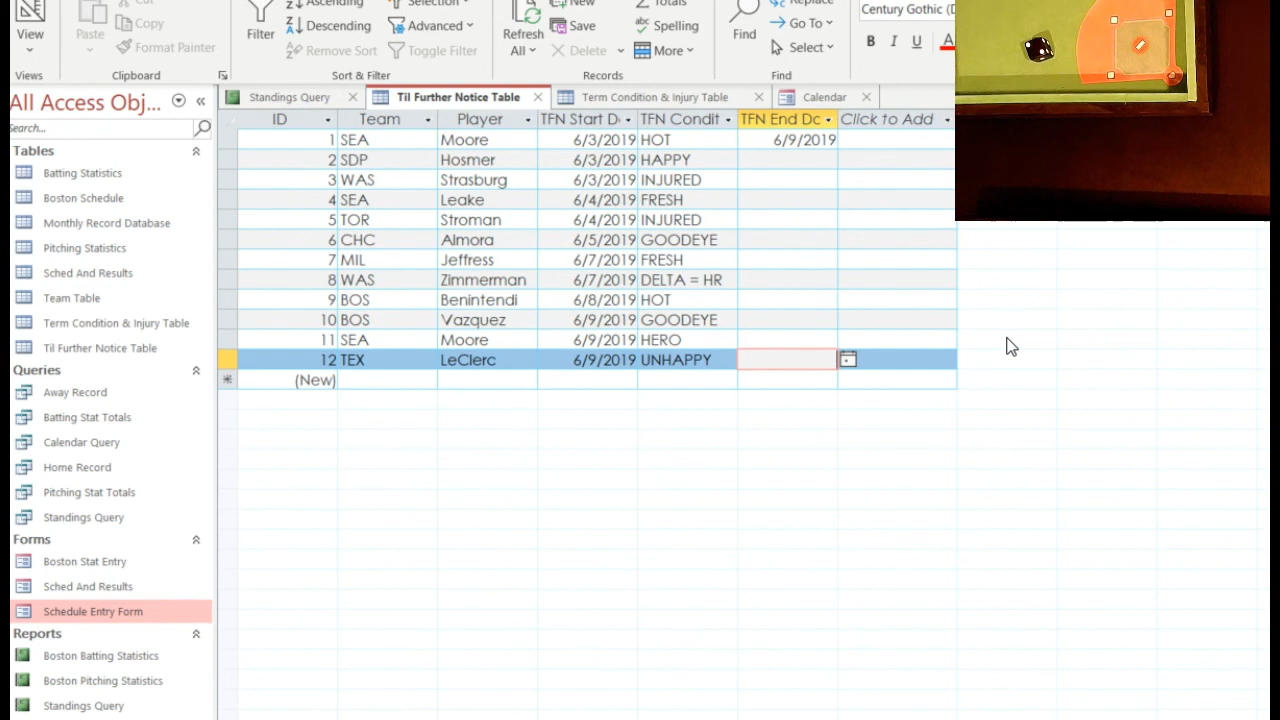 View
Paste
Cut
Copy
Format Painter
Clipboard
Filter
Ascending
Descending
Remove Sort
Selection
Advanced
Toggle Filter
Sort & Filter
Refresh
All
New
Save
Delete
Totals
Spelling
More
Records
Find
Replace
Go To
Select
Find
Century Gothic (D
B I U A
All Access Obj...
Search...
Tables
Batting Statistics
Boston Schedule
Monthly Record Database
Pitching Statistics
Sched And Results
Team Table
Term Condition & Injury Table
Til Further Notice Table
Queries
Away Record
Batting Stat Totals
Calendar Query
Home Record
Pitching Stat Totals
Standings Query
Forms
Boston Stat Entry
Sched And Results
Schedule Entry Form
Reports
Boston Batting Statistics
Boston Pitching Statistics
Standings Query
Standings Query Til Further Notice Table Term Condition & Injury Table Calendar
ID Team Player TFN Start D TFN Condit TFN End Dc Click to Add
1 SEA Moore 6/3/2019 HOT 6/9/2019
2 SDP Hosmer 6/3/2019 HAPPY
3 WAS Strasburg 6/3/2019 INJURED
4 SEA Leake 6/4/2019 FRESH
5 TOR Stroman 6/4/2019 INJURED
6 CHC Almora 6/5/2019 GOODEYE
7 MIL Jeffress 6/7/2019 FRESH
8 WAS Zimmerman 6/7/2019 DELTA = HR
9 BOS Benintendi 6/8/2019 HOT
10 BOS Vazquez 6/9/2019 GOODEYE
11 SEA Moore 6/9/2019 HERO
12 TEX LeClerc 6/9/2019 UNHAPPY
(New)